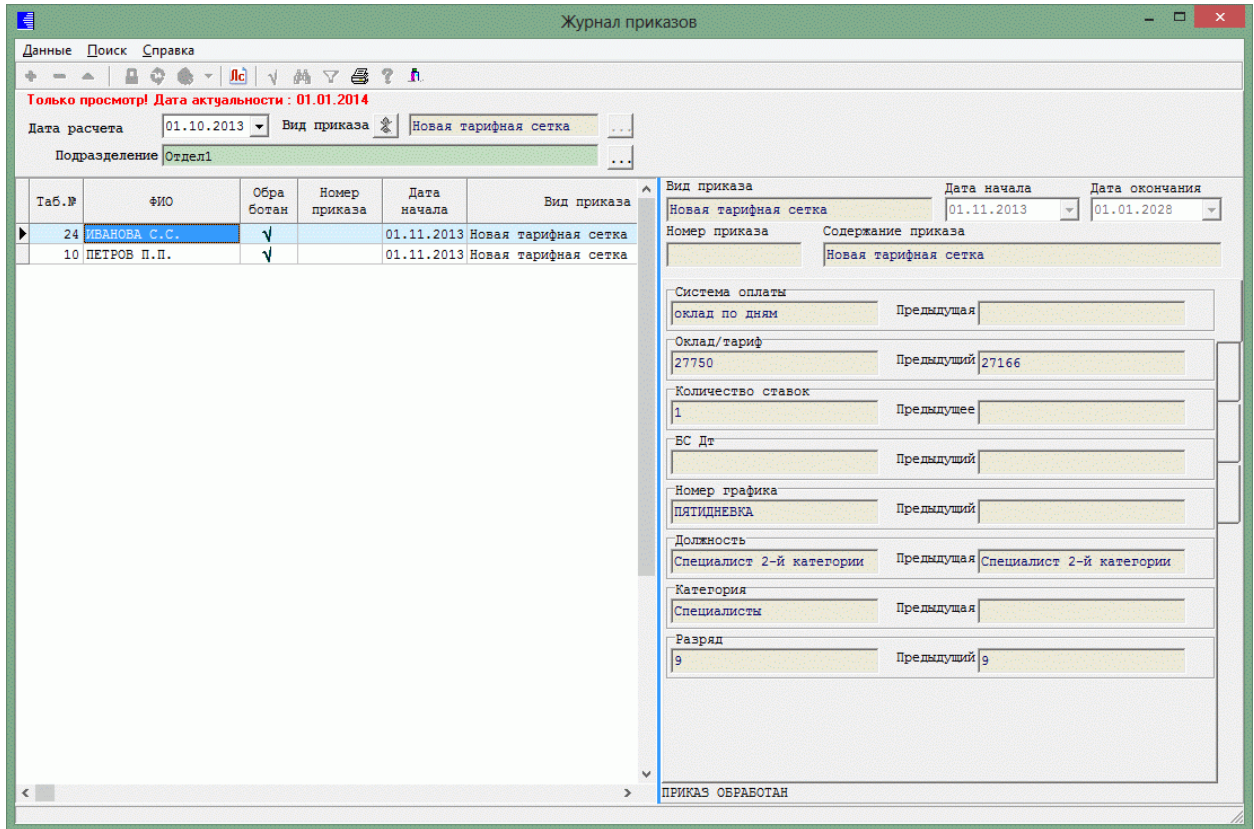 Журнал приказов
Данные Поиск Справка
Лс
Только просмотр! Дата актуальности : 01.01.2014
Дата расчета 01.10.2013 Вид приказа Новая тарифная сетка ...
Подразделение Отдел1 ...
Таб.№ ФИО Обра ботан Номер приказа Дата начала Вид приказа
24 ИВАНОВА С.С. √ 01.11.2013 Новая тарифная сетка
10 ПЕТРОВ П.П. √ 01.11.2013 Новая тарифная сетка
Вид приказа Дата начала Дата окончания
Новая тарифная сетка 01.11.2013 01.01.2028
Номер приказа Содержание приказа
Новая тарифная сетка
Система оплаты
оклад по дням Предыдущая
Оклад/тариф
27750 Предыдущий 27166
Количество ставок
1 Предыдущее
БС Дт
Предыдущий
Номер графика
ПЯТИДНЕВКА Предыдущий
Должность
Специалист 2-й категории Предыдущая Специалист 2-й категории
Категория
Специалисты Предыдущая
Разряд
9 Предыдущий 9
ПРИКАЗ ОБРАБОТАН